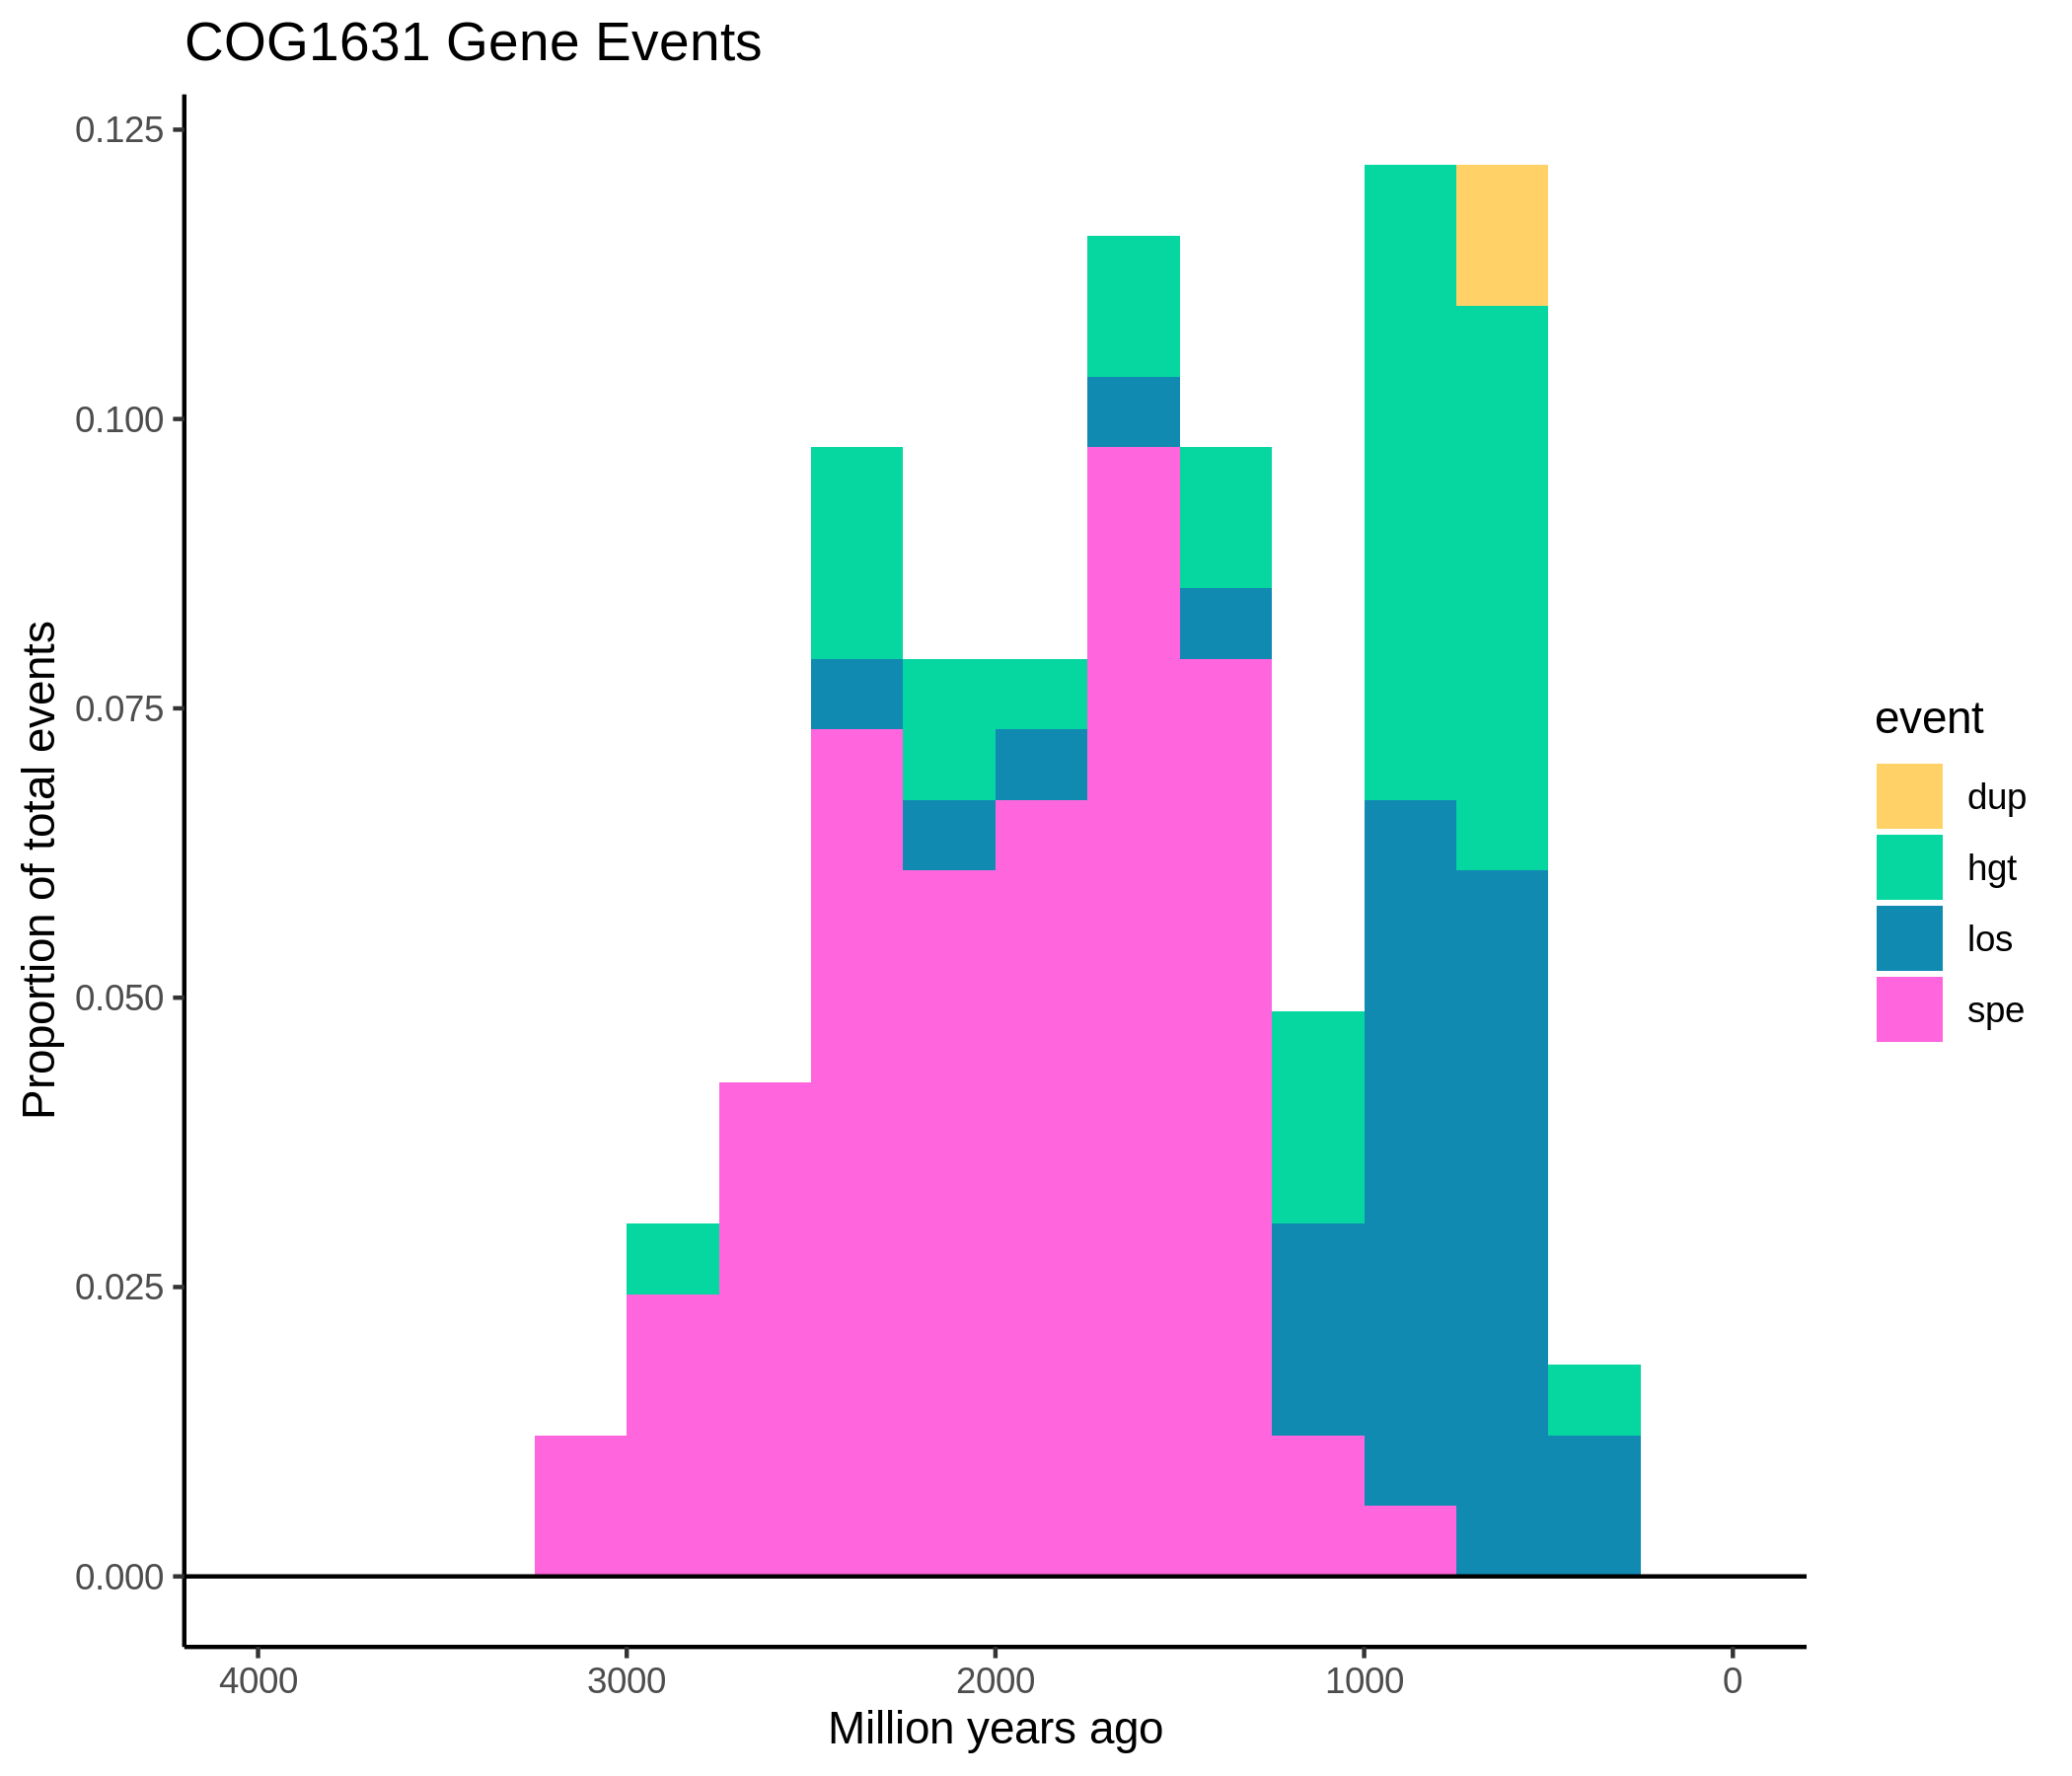 COG1631 Gene Events
0.125
0.100
0.075
0.050
0.025
0.000
Proportion of total events
4000 3000 2000 1000 0
Million years ago
event
dup
hgt
los
spe